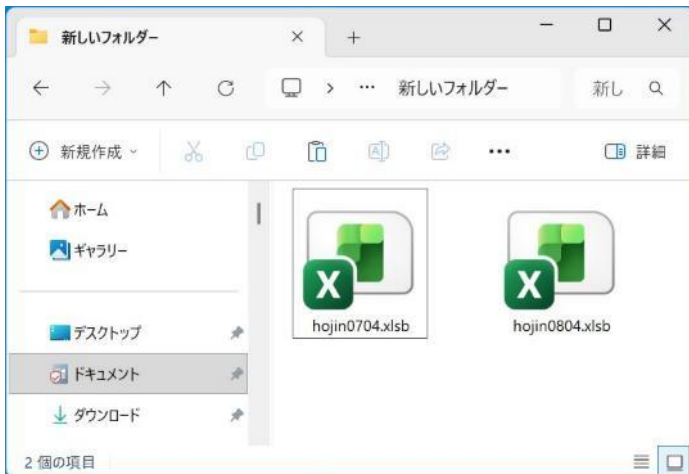 新しいフォルダー
新しいフォルダー
新し
新規作成
詳細
ホーム
ギャラリー
デスクトップ
ドキュメント
ダウンロード
hojin0704.xlsb
hojin0804.xlsb
2 個の項目